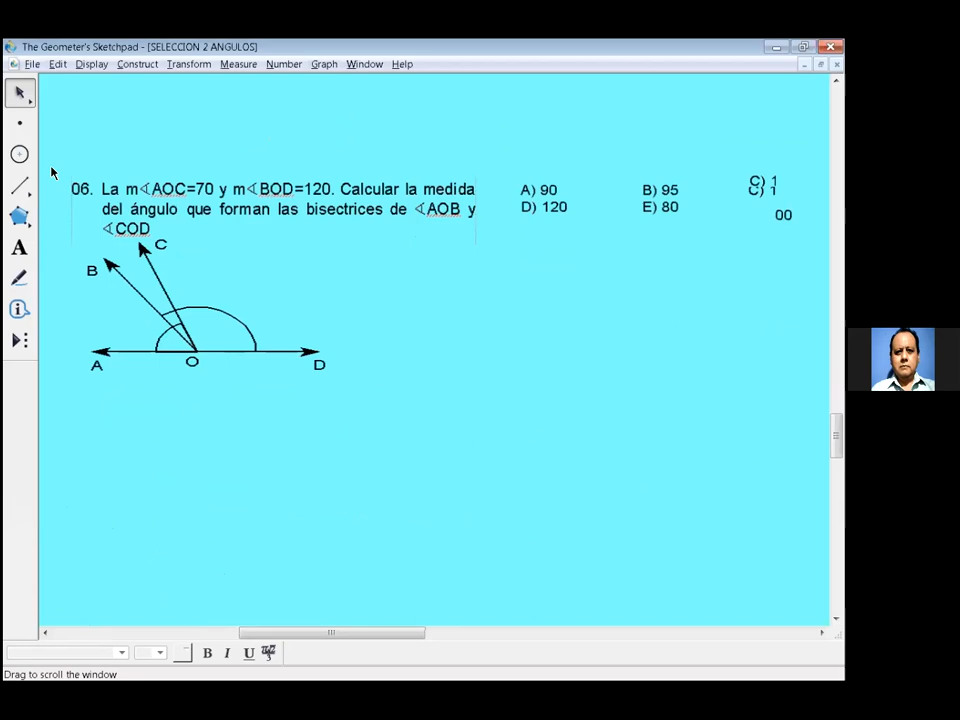 The Geometer's Sketchpad - [SELECCION 2 ANGULOS]
File Edit Display Construct Transform Measure Number Graph Window Help
06. La m∢AOC=70 y m∢BOD=120. Calcular la medida
del ángulo que forman las bisectrices de ∢AOB y
∢COD
A) 90 B) 95 C) 1
C) 1
D) 120 E) 80 00
C
B
A O D
A
B I U
Drag to scroll the window